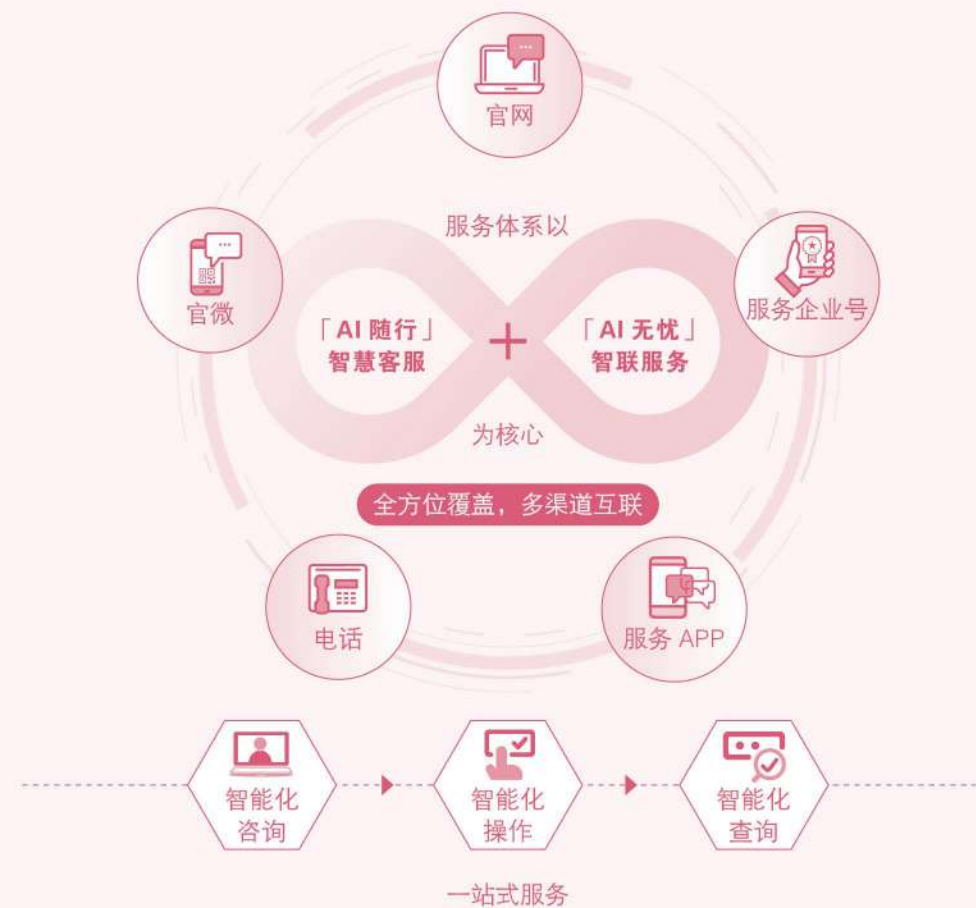 官网
服务体系以
官微
服务企业号
「AI 随行」
智慧客服
+
「AI 无忧」
智联服务
为核心
全方位覆盖，多渠道互联
电话
服务 APP
智能化
咨询
智能化
操作
智能化
查询
一站式服务